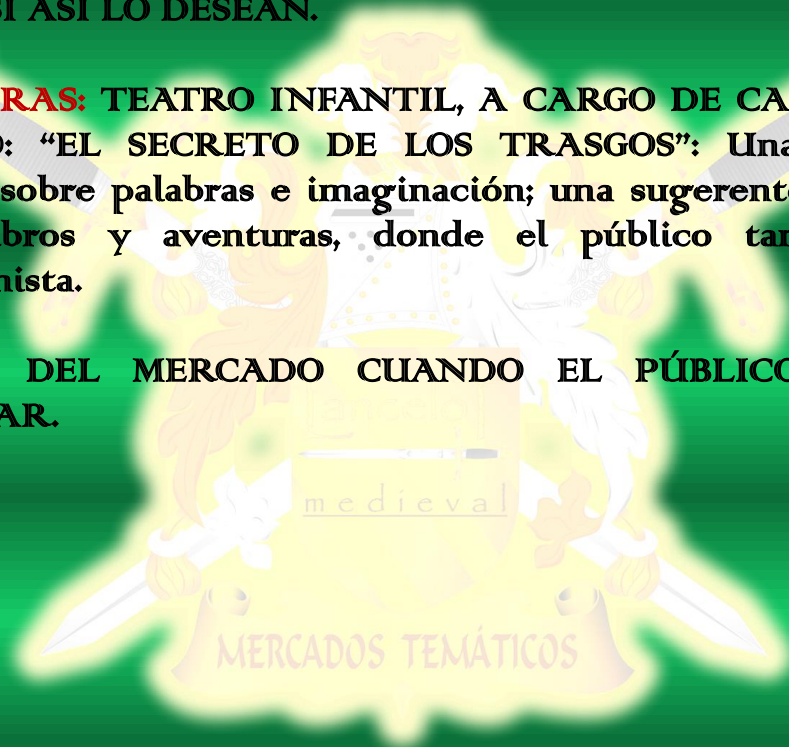 SI ASÍ LO DESEAN.
RAS: TEATRO INFANTIL, A CARGO DE CA
O: “EL SECRETO DE LOS TRASGOS”: Una
sobre palabras e imaginación; una sugerente
bros y aventuras, donde el público tam
nista.
DEL MERCADO CUANDO EL PÚBLICO
AR.
medieval
MERCADOS TEMÁTICOS